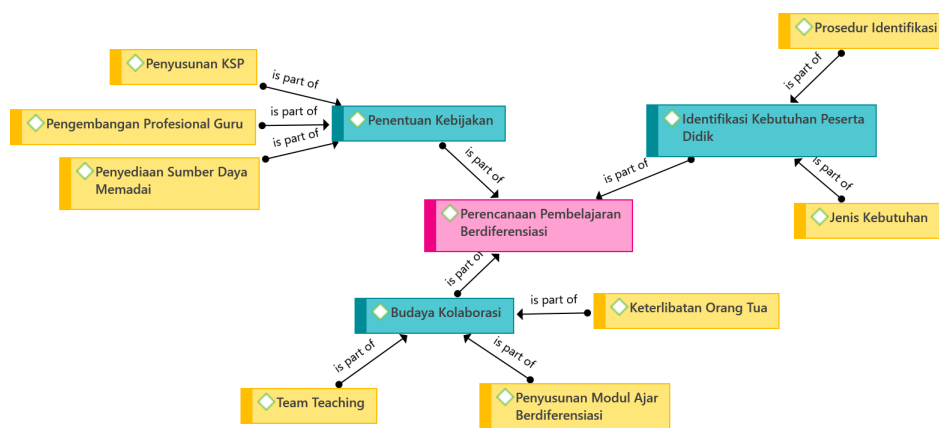 Prosedur Identifikasi
is part of
Penyusunan KSP
is part of
Pengembangan Profesional Guru
is part of
Penentuan Kebijakan
is part of
Penyediaan Sumber Daya
Memadai
is part of
Identifikasi Kebutuhan Peserta
Didik
is part of
is part of
Jenis Kebutuhan
Perencanaan Pembelajaran
Berdiferensiasi
is part of
Budaya Kolaborasi
is part of
Keterlibatan Orang Tua
is part of
Team Teaching
is part of
Penyusunan Modul Ajar
Berdiferensiasi